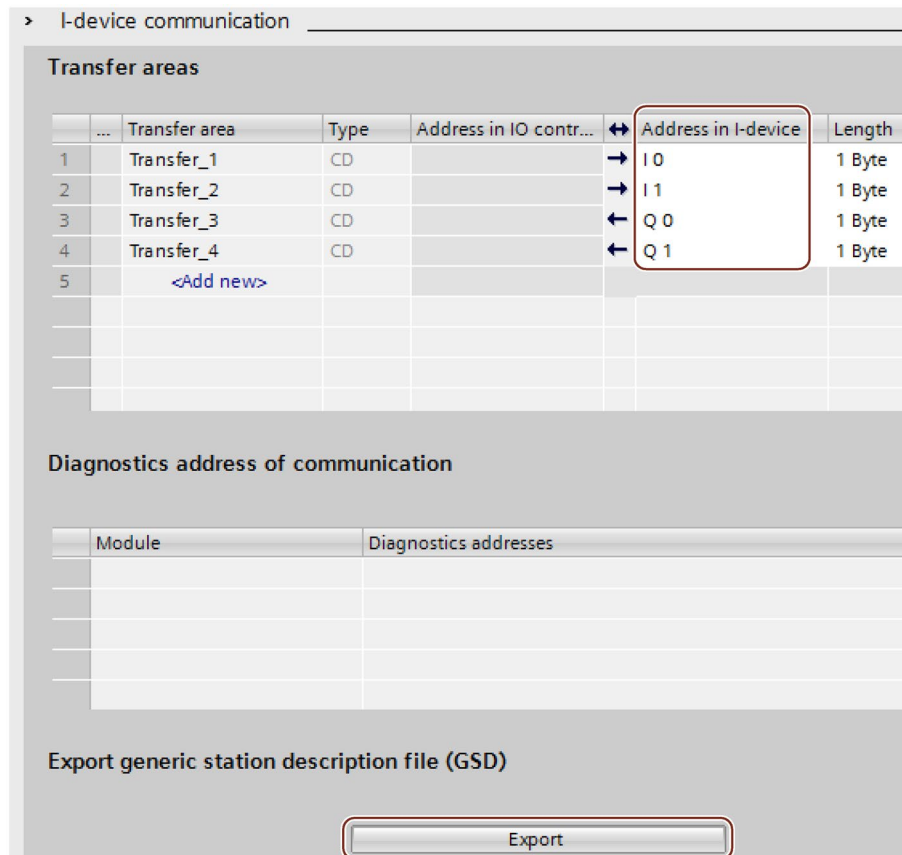 > I-device communication
Transfer areas
... Transfer area Type Address in IO contr... ↔ Address in I-device Length
1 Transfer_1 CD → I 0 1 Byte
2 Transfer_2 CD → I 1 1 Byte
3 Transfer_3 CD ← Q 0 1 Byte
4 Transfer_4 CD ← Q 1 1 Byte
5 <Add new>
Diagnostics address of communication
Module Diagnostics addresses
Export generic station description file (GSD)
Export